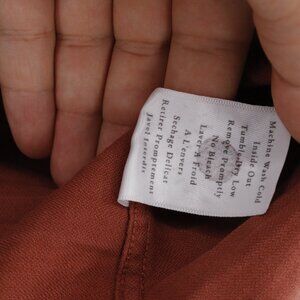 Machine Wash Cold
Inside Out
Tumble Dry Low
Remove Promptly
No Bleach
Laver A Froid
A L'envers
Sechage Delicat
Retirer Promptement
Javel Interdite